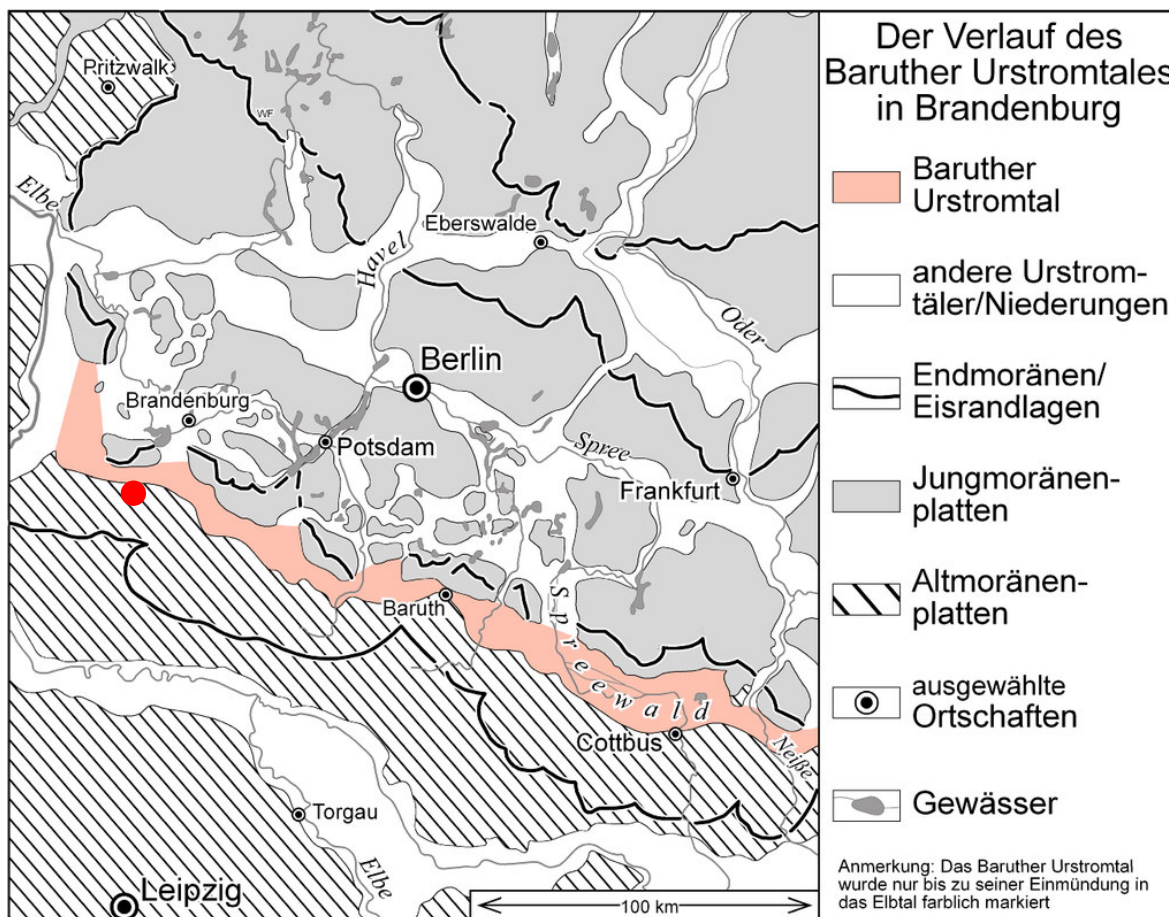 Pritzwalk
WF
Elbe
Havel
Eberswalde
Oder
Berlin
Brandenburg
Potsdam
Spree
Frankfurt
Baruth
Spreewald
Cottbus
Neiße
Torgau
Elbe
Leipzig
100 km
Der Verlauf des
Baruther Urstromtales
in Brandenburg
Baruther
Urstromtal
andere Urstrom-
täler/Niederungen
Endmoränen/
Eisrandlagen
Jungmoränen-
platten
Altmoränen-
platten
ausgewählte
Ortschaften
Gewässer
Anmerkung: Das Baruther Urstromtal
wurde nur bis zu seiner Einmündung in
das Elbtal farblich markiert